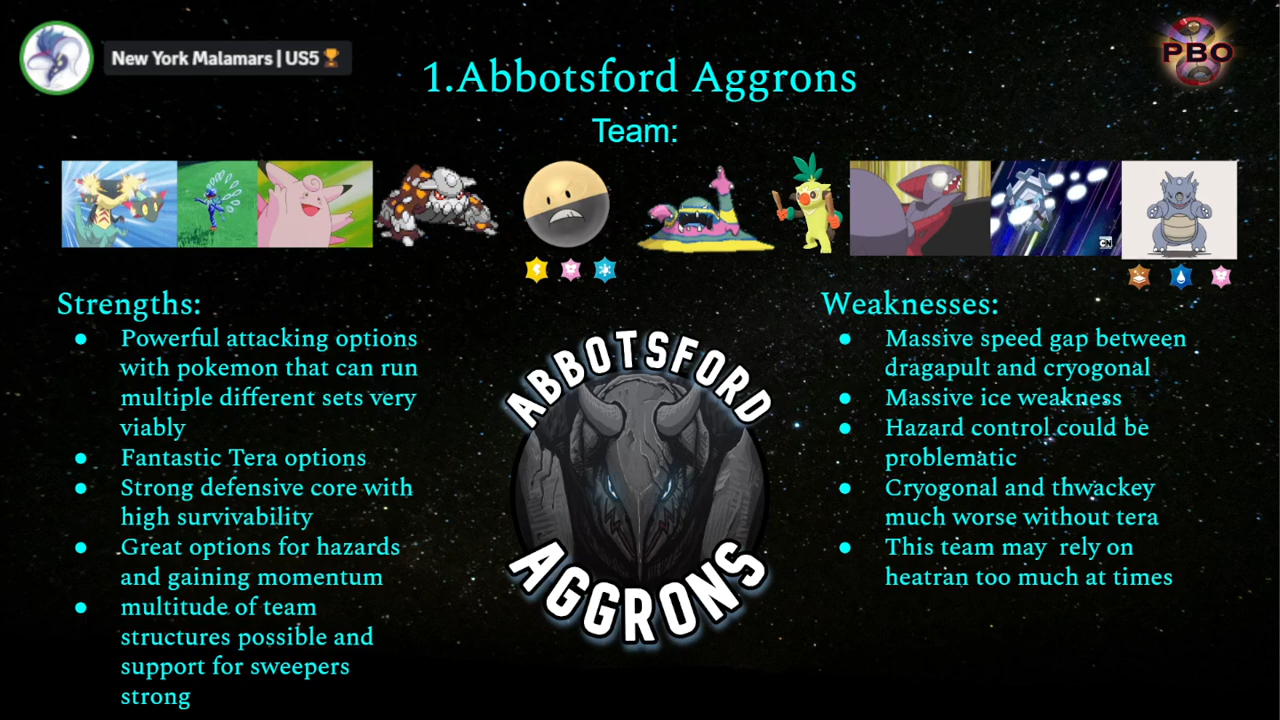 New York Malamars | US5 🏆
PBO
1.Abbotsford Aggrons
Team:
CN
Strengths:
● Powerful attacking options
with pokemon that can run
multiple different sets very
viably
● Fantastic Tera options
● Strong defensive core with
high survivability
● Great options for hazards
and gaining momentum
● multitude of team
structures possible and
support for sweepers
strong
ABBOTSFORD
AGGRONS
Weaknesses:
● Massive speed gap between
dragapult and cryogonal
● Massive ice weakness
● Hazard control could be
problematic
● Cryogonal and thwackey
much worse without tera
● This team may  rely on
heatran too much at times